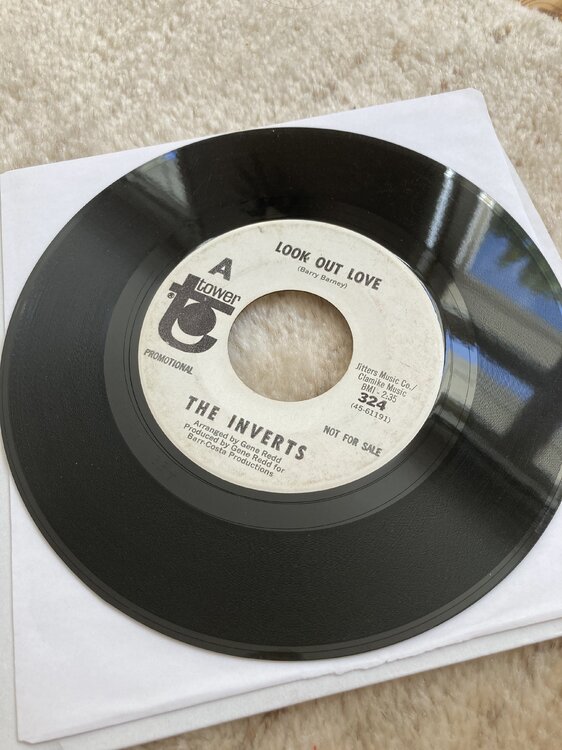 A
LOOK OUT LOVE
(Barry Barney)
tower
®
PROMOTIONAL
Jitters Music Co./
Clamike Music
BMI - 2:35
324
(45-61191)
NOT FOR SALE
THE INVERTS
Arranged by Gene Redd
Produced by Gene Redd for
Barr-Costa Productions